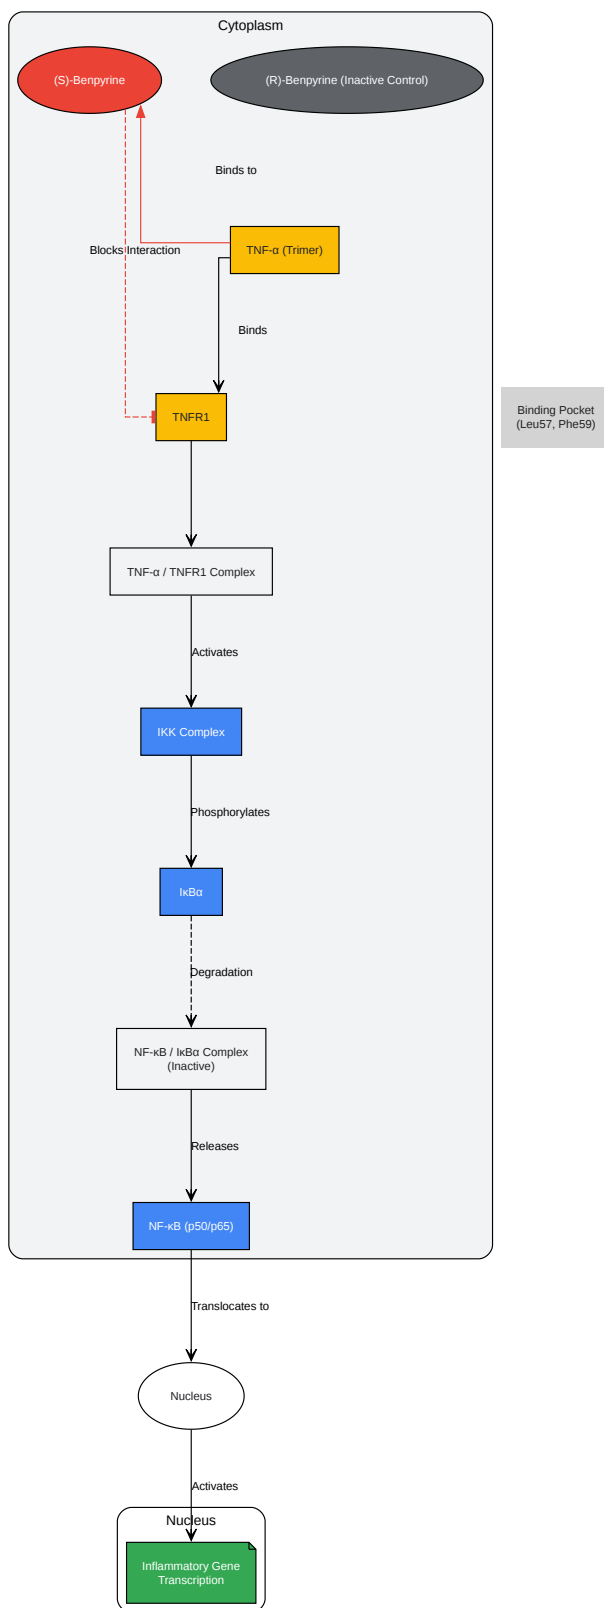 Cytoplasm
(S)-Benpyrine
(R)-Benpyrine (Inactive Control)
Binds to
Blocks Interaction
TNF-α (Trimer)
Binds
TNFR1
Binding Pocket
(Leu57, Phe59)
TNF-α / TNFR1 Complex
Activates
IKK Complex
Phosphorylates
IκBα
Degradation
NF-κB / IκBα Complex
(Inactive)
Releases
NF-κB (p50/p65)
Translocates to
Nucleus
Activates
Nucleus
Inflammatory Gene
Transcription